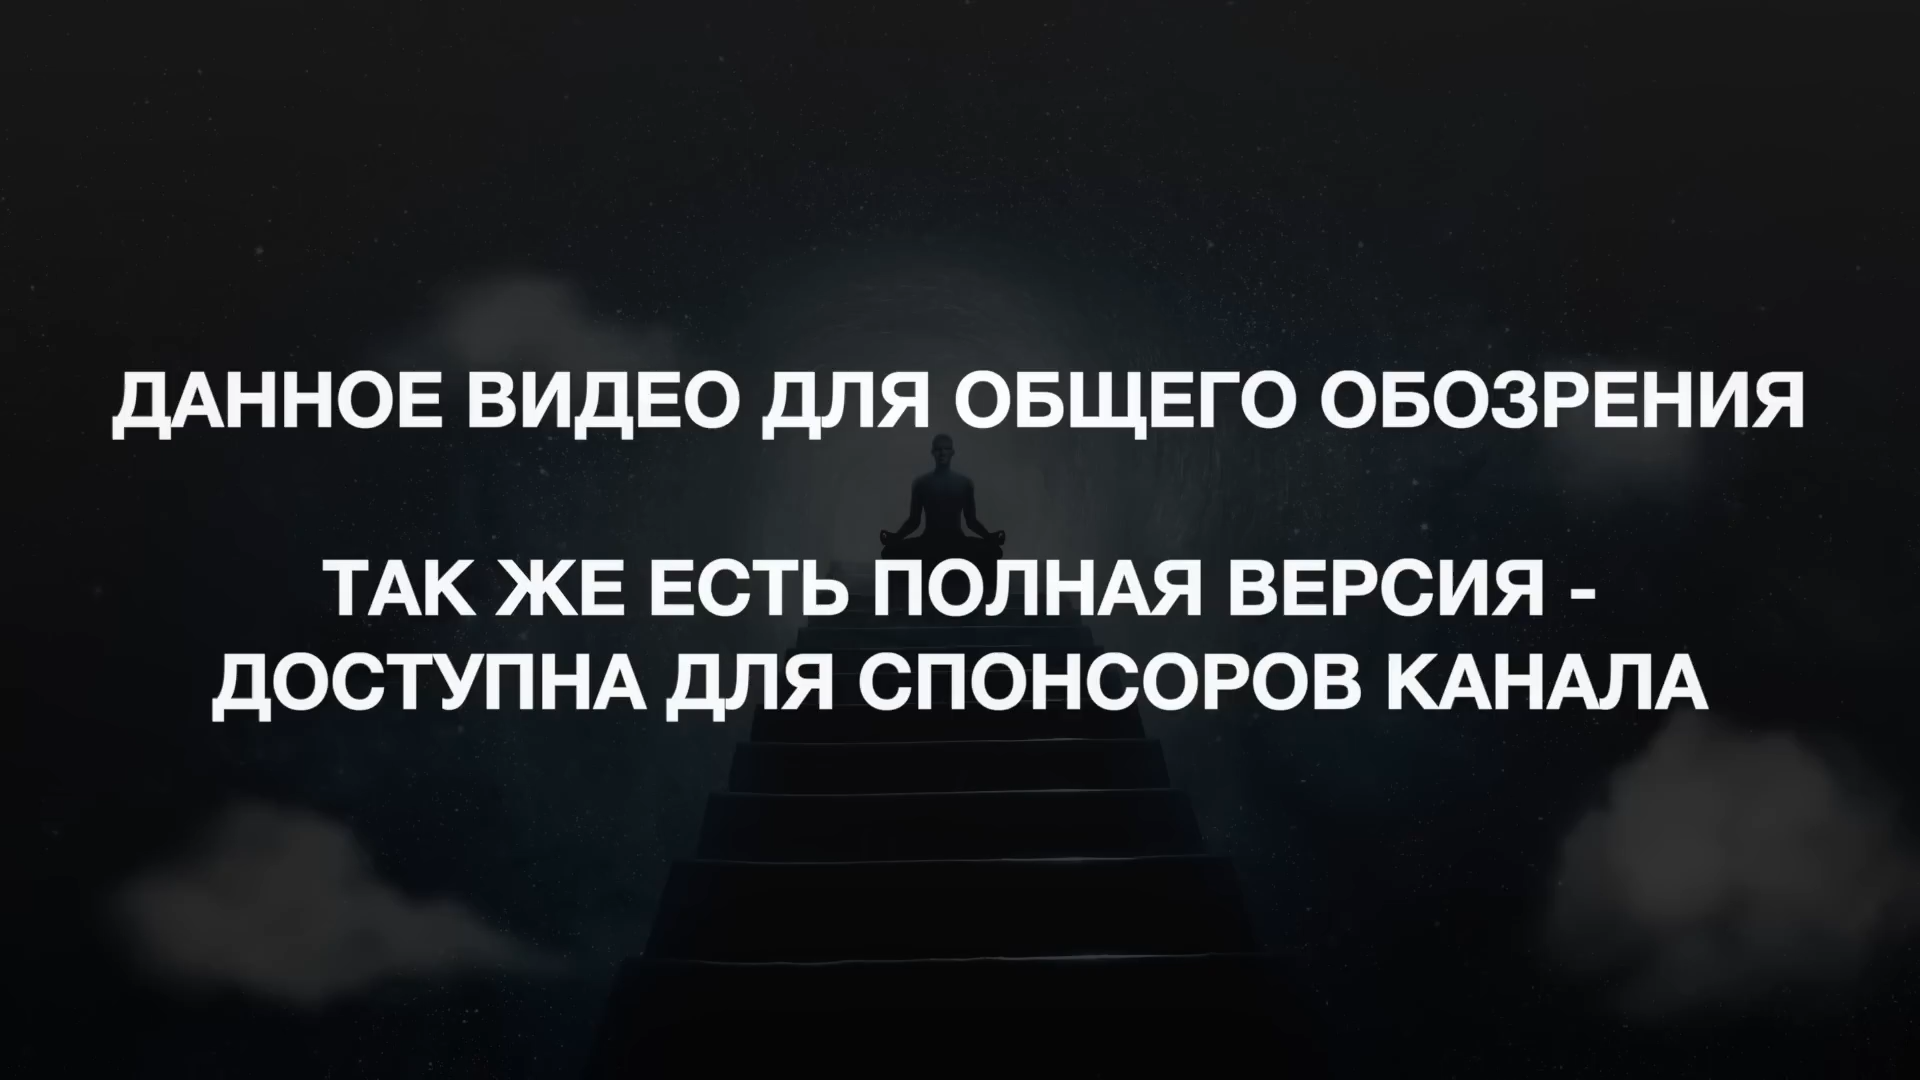 ДАННОЕ ВИДЕО ДЛЯ ОБЩЕГО ОБОЗРЕНИЯ
ТАК ЖЕ ЕСТЬ ПОЛНАЯ ВЕРСИЯ -
ДОСТУПНА ДЛЯ СПОНСОРОВ КАНАЛА